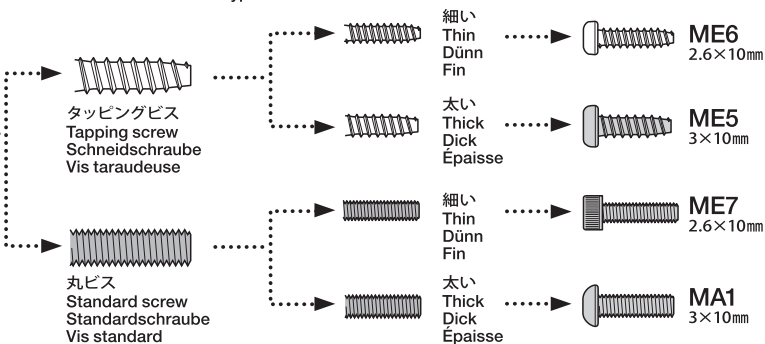 タッピングビス
Tapping screw
Schneidschraube
Vis taraudeuse
細い
Thin
Dünn
Fin
ME6
2.6×10mm
太い
Thick
Dick
Épaisse
ME5
3×10mm
丸ビス
Standard screw
Standardschraube
Vis standard
細い
Thin
Dünn
Fin
ME7
2.6×10mm
太い
Thick
Dick
Épaisse
MA1
3×10mm